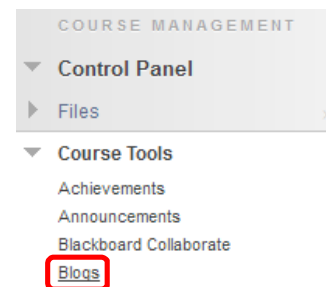 COURSE MANAGEMENT
Control Panel
Files
Course Tools
Achievements
Announcements
Blackboard Collaborate
Blogs